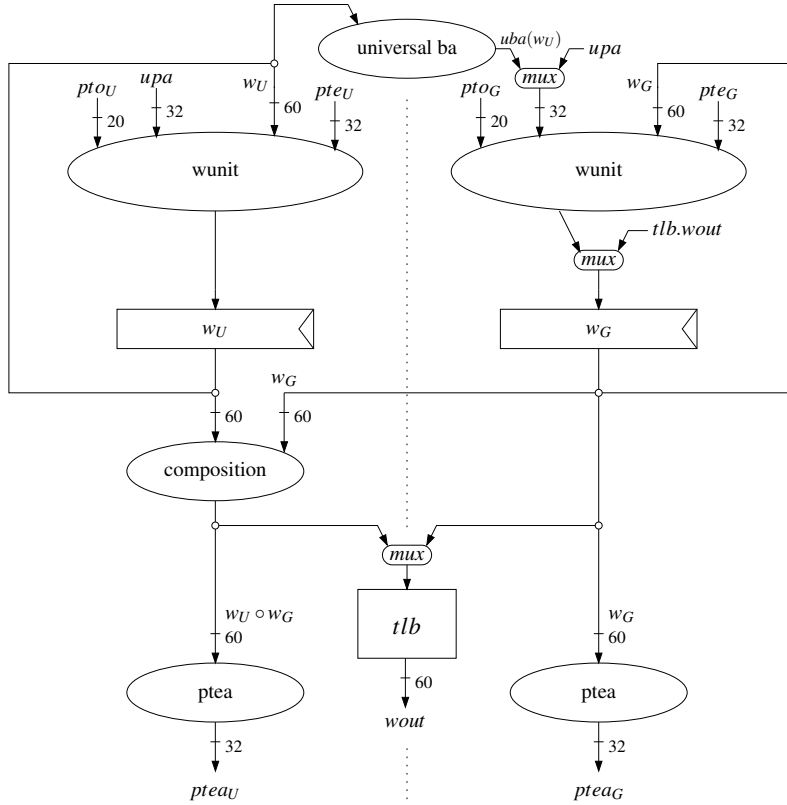 universal ba
uba(w_U)
upa
mux
pto_U
upa
w_U
pte_U
20
32
60
32
wunit
pto_G
w_G
pte_G
20
32
60
32
wunit
tlb.wout
mux
w_U
w_G
w_G
60
60
composition
mux
w_U ∘ w_G
60
tlb
w_G
60
ptea
60
ptea
wout
32
32
ptea_U
ptea_G